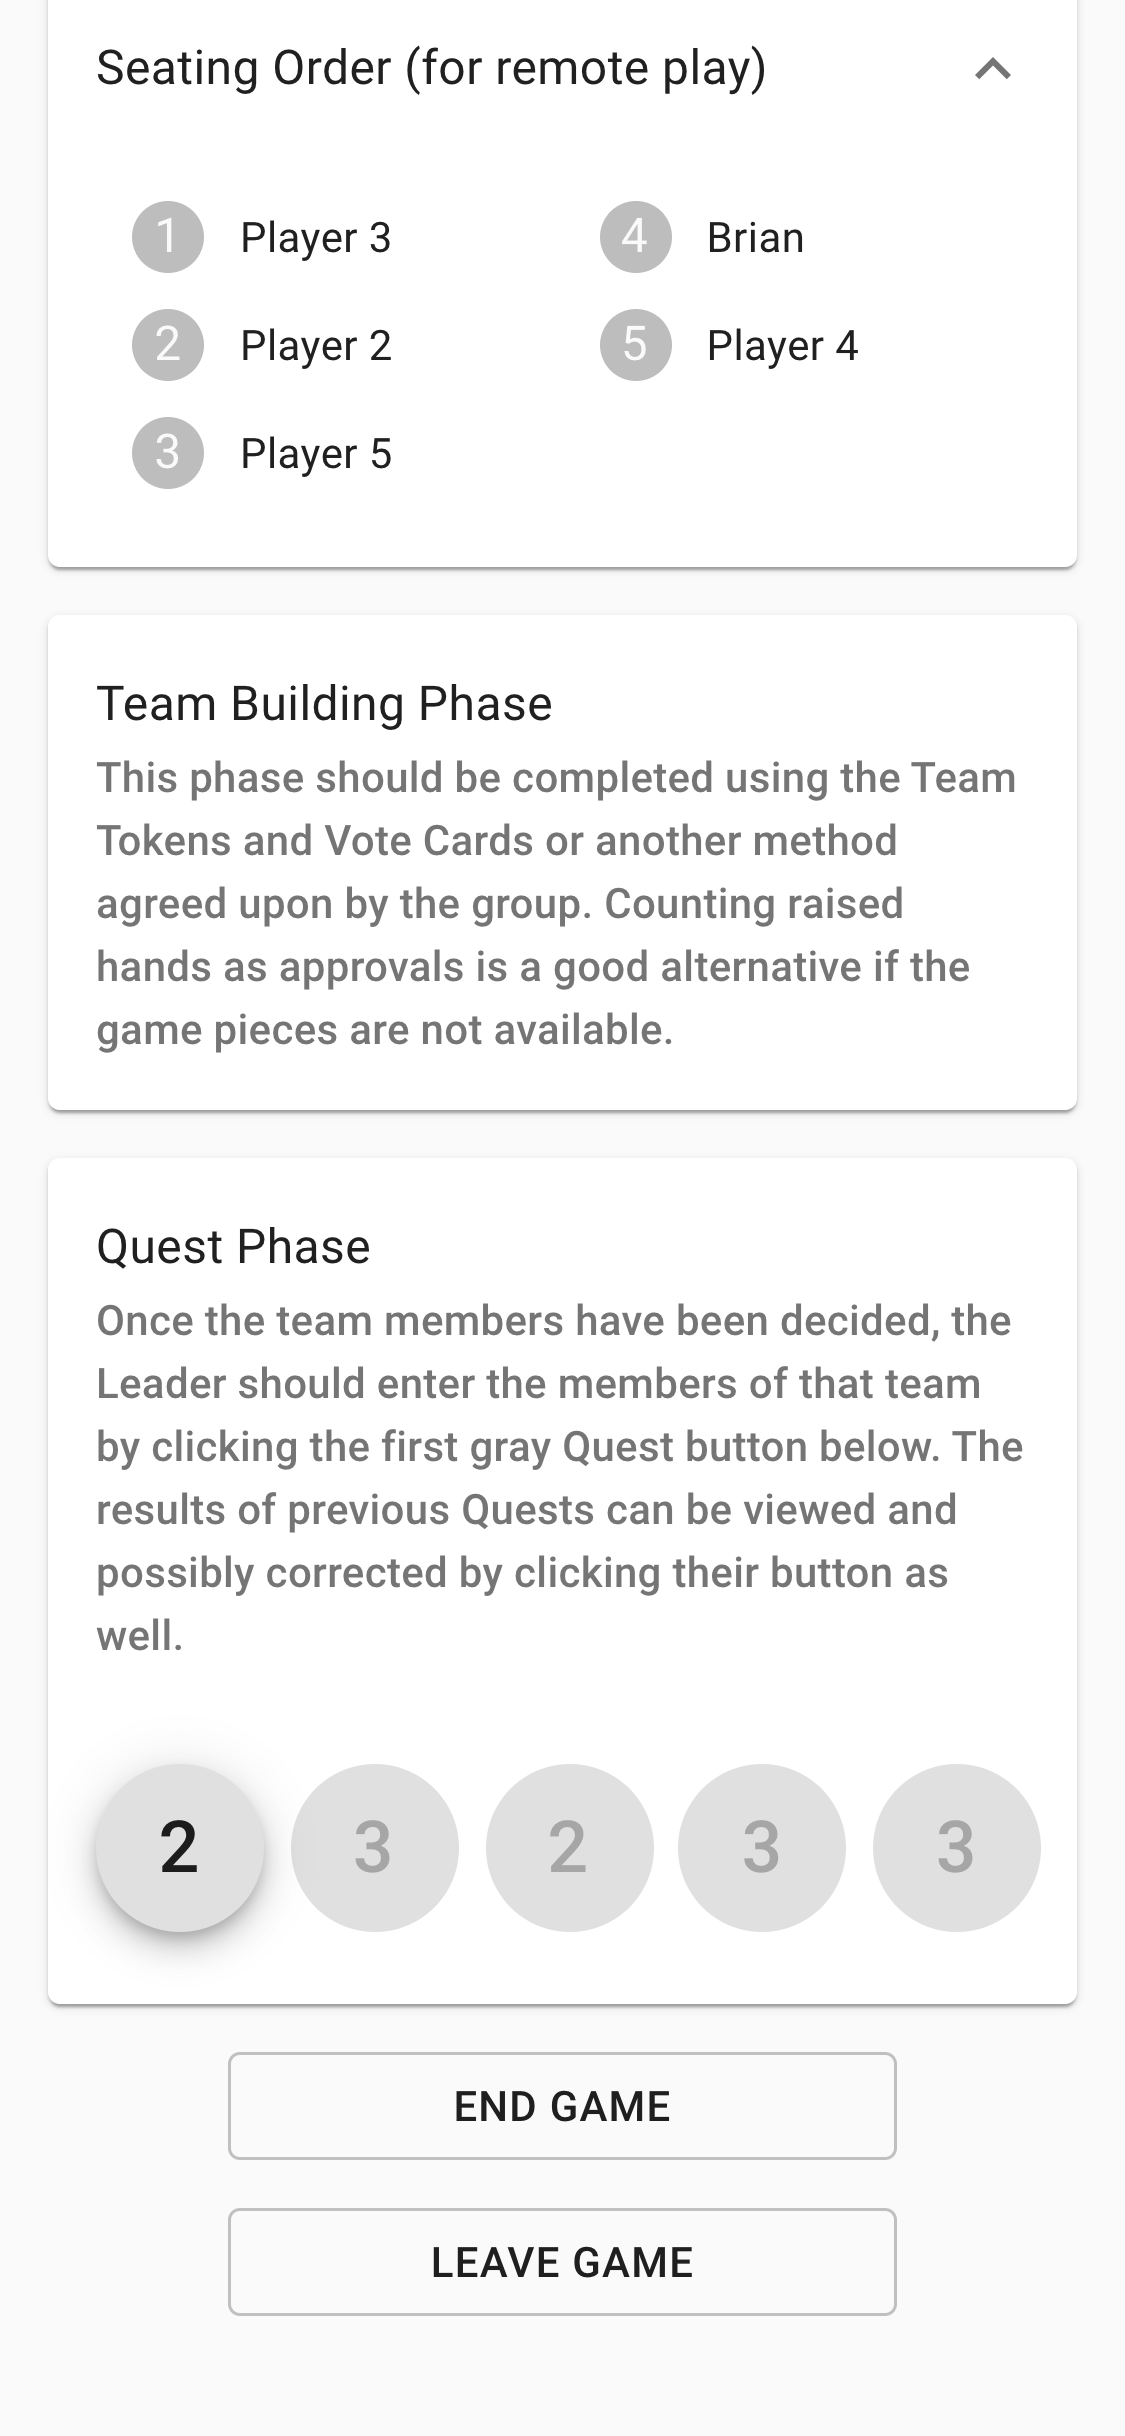 Seating Order (for remote play)
1 Player 3
2 Player 2
3 Player 5
4 Brian
5 Player 4
Team Building Phase
This phase should be completed using the Team
Tokens and Vote Cards or another method
agreed upon by the group. Counting raised
hands as approvals is a good alternative if the
game pieces are not available.
Quest Phase
Once the team members have been decided, the
Leader should enter the members of that team
by clicking the first gray Quest button below. The
results of previous Quests can be viewed and
possibly corrected by clicking their button as
well.
2 3 2 3 3
END GAME
LEAVE GAME